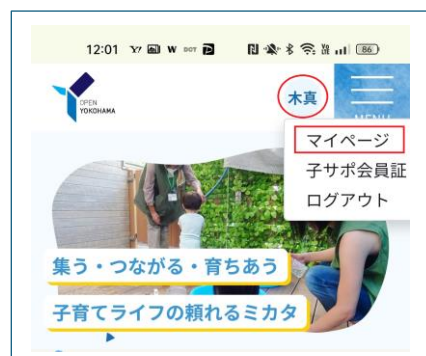 12:01 Y! W DOT P N 86
OPEN
YOKOHAMA
木真
MENU
マイページ
子サポ会員証
ログアウト
集う・つながる・育ちあう
子育てライフの頼れるミカタ